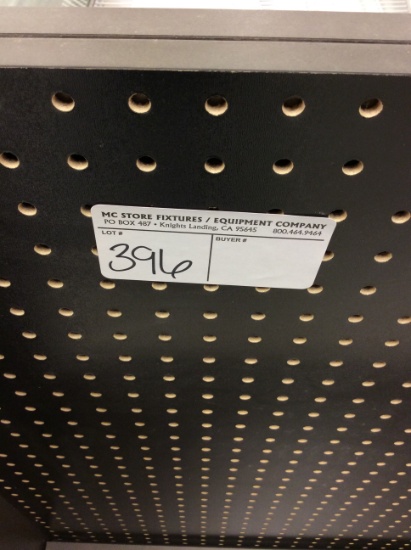 MC STORE FIXTURES / EQUIPMENT COMPANY
PO BOX 487 • Knights Landing, CA 95645 800.464.9464
LOT # BUYER #
396